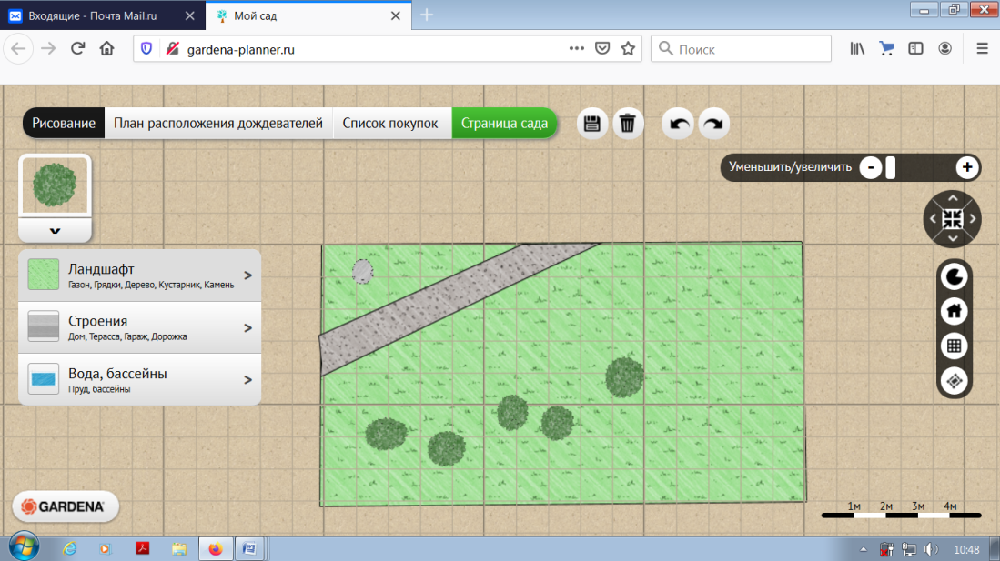 Входящие - Почта Mail.ru
Мой сад
gardena-planner.ru
Поиск
Рисование
План расположения дождевателей
Список покупок
Страница сада
Уменьшить/увеличить
Ландшафт
Газон, Грядки, Дерево, Кустарник, Камень
Строения
Дом, Терасса, Гараж, Дорожка
Вода, бассейны
Пруд, бассейны
GARDENA
1м 2м 3м 4м
10:48